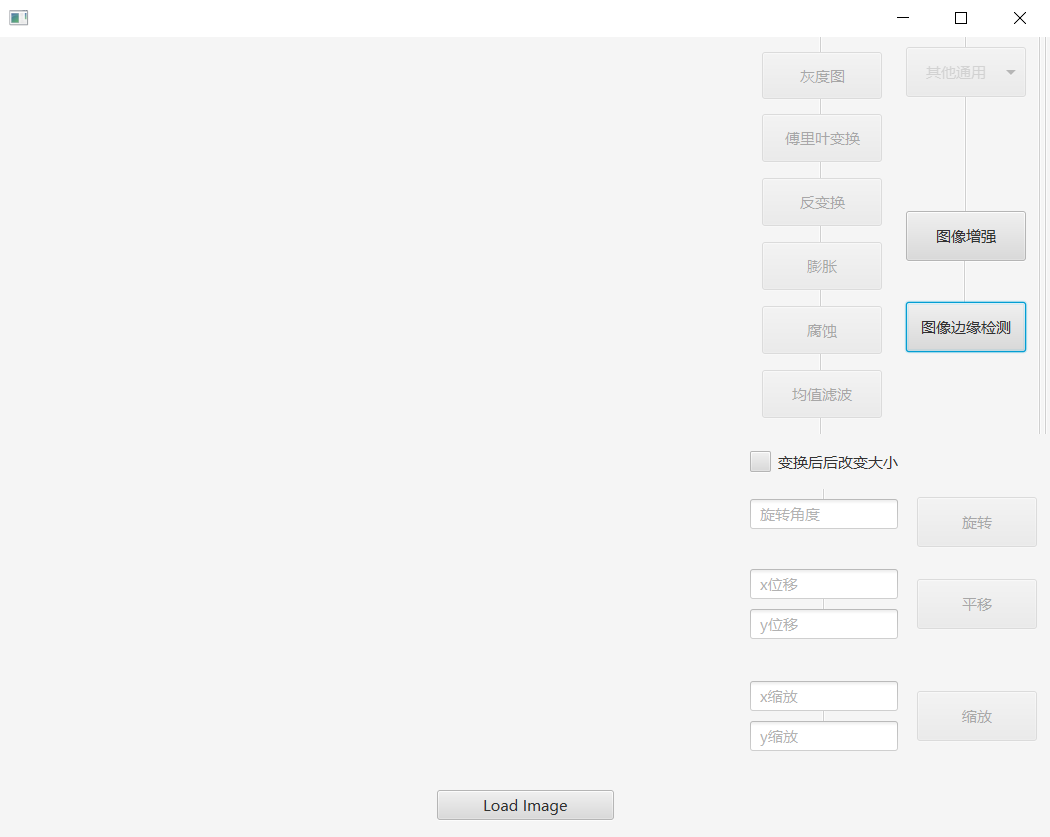 灰度图
其他通用
傅里叶变换
反变换
图像增强
膨胀
图像边缘检测
腐蚀
均值滤波
变换后后改变大小
旋转角度
旋转
x位移
平移
y位移
x缩放
缩放
y缩放
Load Image